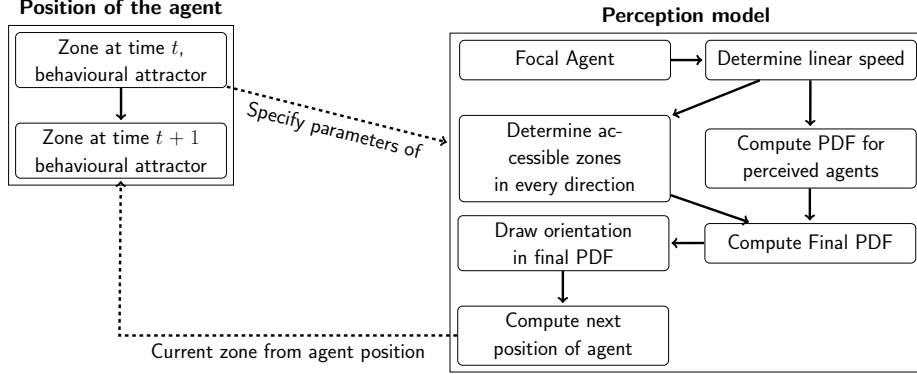 Position of the agent
Zone at time t,
behavioural attractor
Zone at time t + 1
behavioural attractor
Specify parameters of
Current zone from agent position
Perception model
Focal Agent
Determine linear speed
Determine ac-
cessible zones
in every direction
Compute PDF for
perceived agents
Draw orientation
in final PDF
Compute Final PDF
Compute next
position of agent